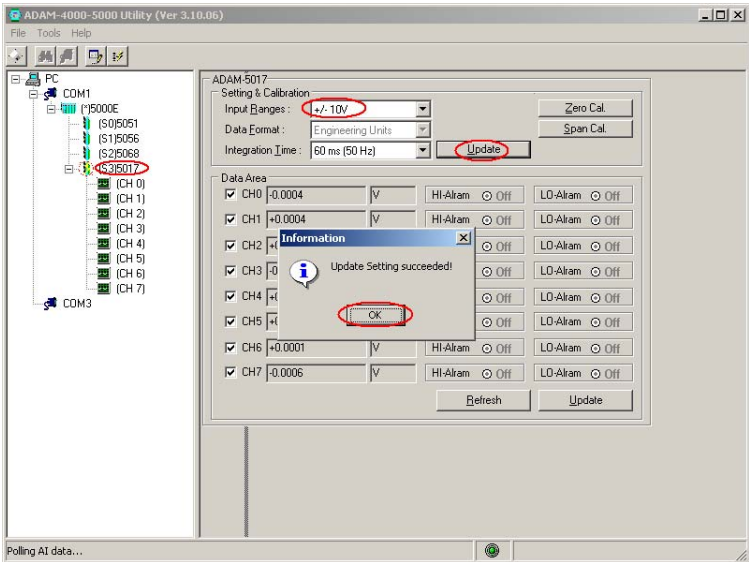 ADAM-4000-5000 Utility (Ver 3.10.06)
File Tools Help
PC
COM1
(*)5000E
(S0)5051
(S1)5056
(S2)5068
(S3)5017
(CH 0)
(CH 1)
(CH 2)
(CH 3)
(CH 4)
(CH 5)
(CH 6)
(CH 7)
COM3
ADAM-5017
Setting & Calibration
Input Ranges : +/- 10V Zero Cal.
Data Format : Engineering Units Span Cal.
Integration Time : 60 ms (50 Hz) Update
Data Area
CH0 -0.0004 V HI-Alram Off LO-Alram Off
CH1 +0.0004 V HI-Alram Off LO-Alram Off
CH2 Off LO-Alram Off
CH3 Off LO-Alram Off
CH4 Off LO-Alram Off
CH5 Off LO-Alram Off
CH6 +0.0001 V HI-Alram Off LO-Alram Off
CH7 -0.0006 V HI-Alram Off LO-Alram Off
Refresh Update
Information
Update Setting succeeded!
OK
Polling AI data...